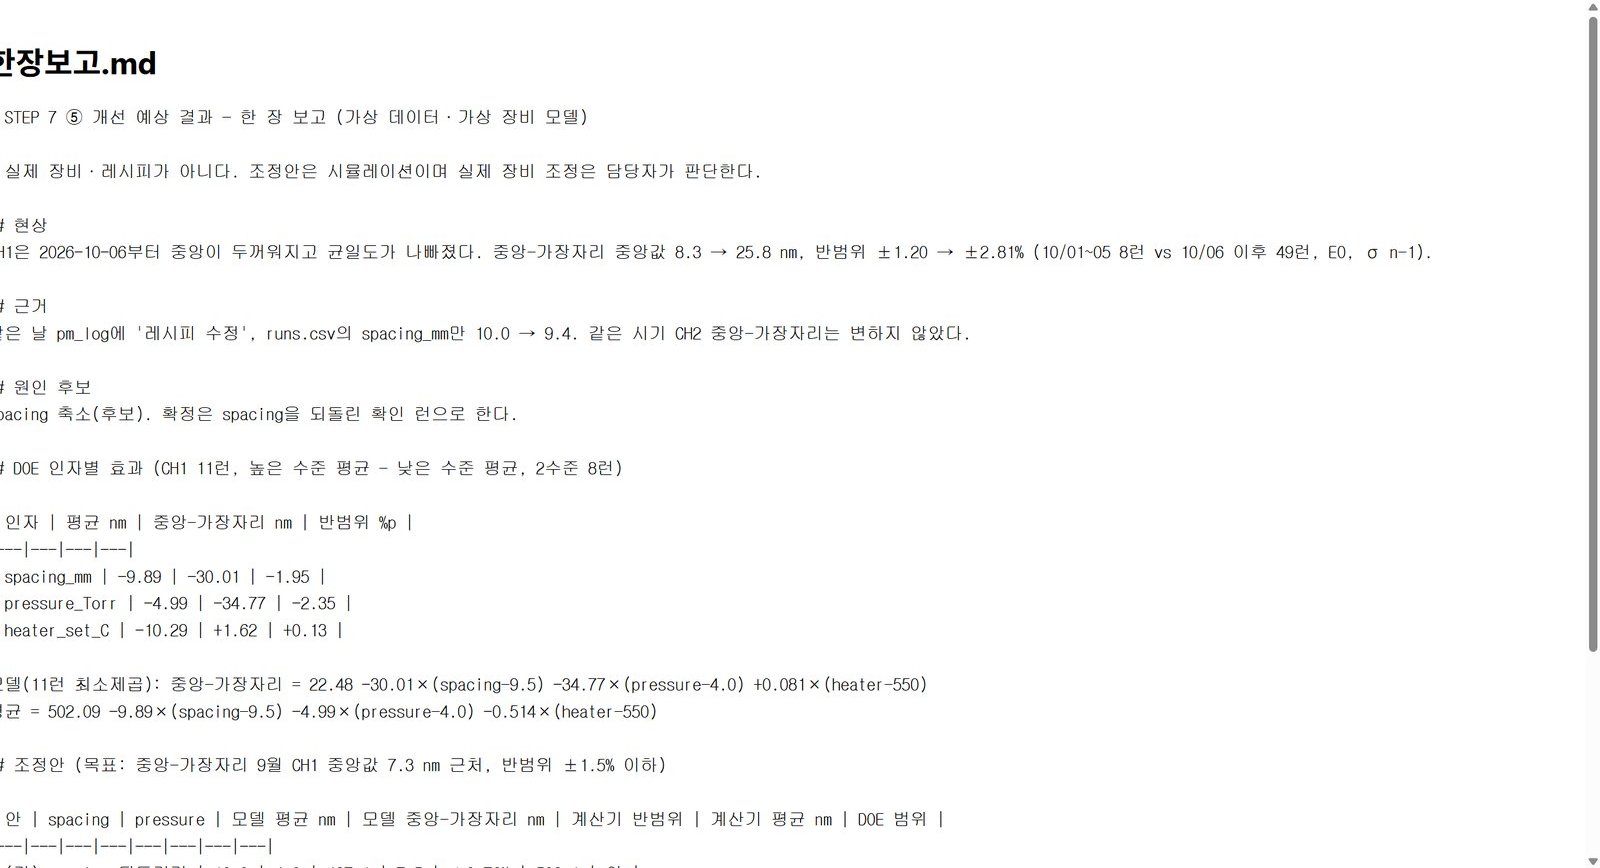 한장보고.md
STEP 7 ⑤ 개선 예상 결과 - 한 장 보고 (가상 데이터·가상 장비 모델)
실제 장비·레시피가 아니다. 조정안은 시뮬레이션이며 실제 장비 조정은 담당자가 판단한다.
# 현상
H1은 2026-10-06부터 중앙이 두꺼워지고 균일도가 나빠졌다. 중앙-가장자리 중앙값 8.3 → 25.8 nm, 반범위 ±1.20 → ±2.81% (10/01~05 8런 vs 10/06 이후 49런, E0, σ n-1).
# 근거
같은 날 pm_log에 '레시피 수정', runs.csv의 spacing_mm만 10.0 → 9.4. 같은 시기 CH2 중앙-가장자리는 변하지 않았다.
# 원인 후보
pacing 축소(후보). 확정은 spacing을 되돌린 확인 런으로 한다.
# DOE 인자별 효과 (CH1 11런, 높은 수준 평균 - 낮은 수준 평균, 2수준 8런)
인자 | 평균 nm | 중앙-가장자리 nm | 반범위 %p |
---|---|---|---|
spacing_mm | -9.89 | -30.01 | -1.95 |
pressure_Torr | -4.99 | -34.77 | -2.35 |
heater_set_C | -10.29 | +1.62 | +0.13 |
모델(11런 최소제곱): 중앙-가장자리 = 22.48 -30.01×(spacing-9.5) -34.77×(pressure-4.0) +0.081×(heater-550)
평균 = 502.09 -9.89×(spacing-9.5) -4.99×(pressure-4.0) -0.514×(heater-550)
# 조정안 (목표: 중앙-가장자리 9월 CH1 중앙값 7.3 nm 근처, 반범위 ±1.5% 이하)
안 | spacing | pressure | 모델 평균 nm | 모델 중앙-가장자리 nm | 계산기 반범위 | 계산기 평균 nm | DOE 범위 |
---|---|---|---|---|---|---|---|